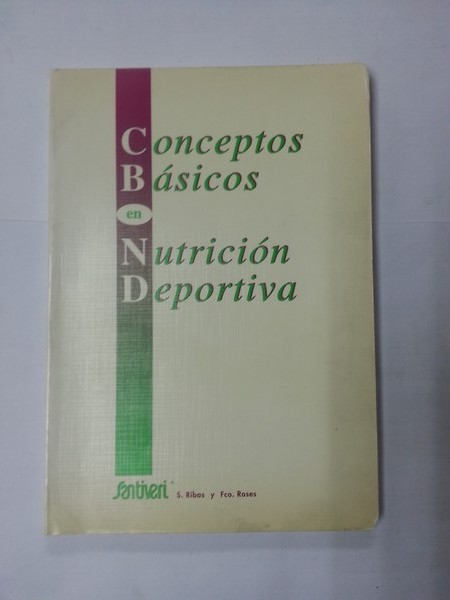 Conceptos
Básicos
en
Nutrición
Deportiva
Santiveri. S. Ribas y Fco. Roses